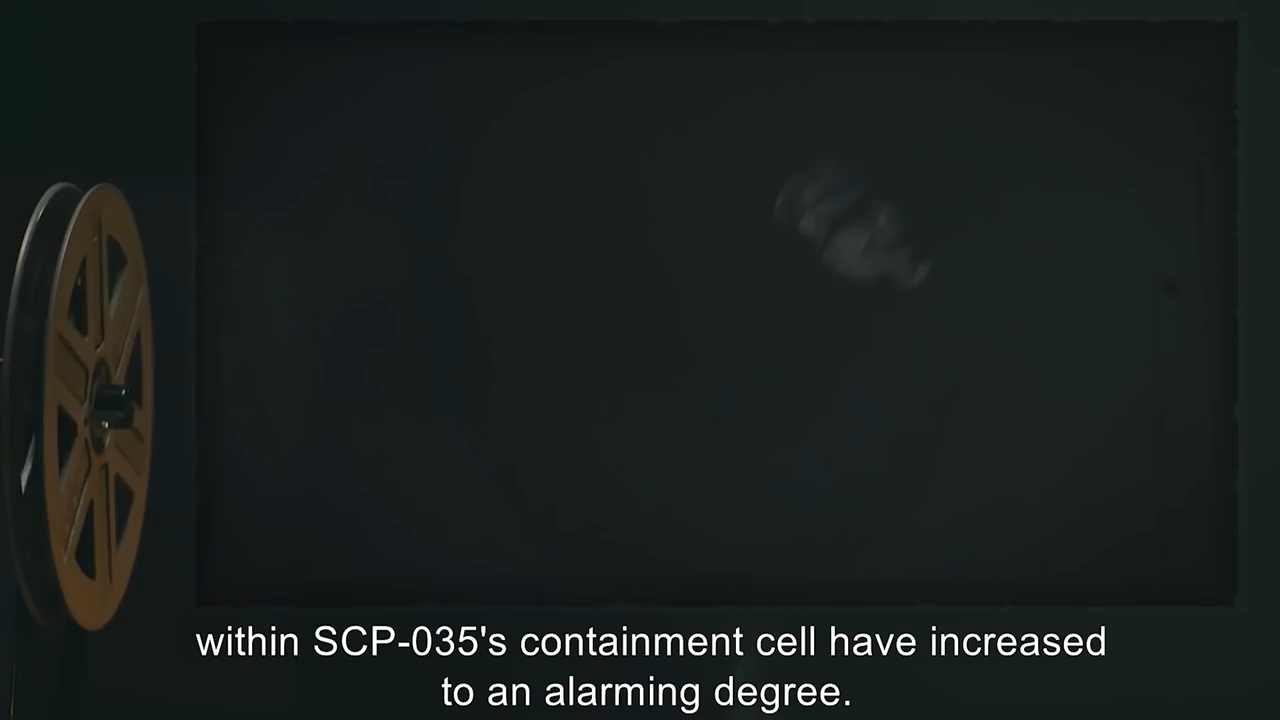 within SCP-035's containment cell have increased
to an alarming degree.